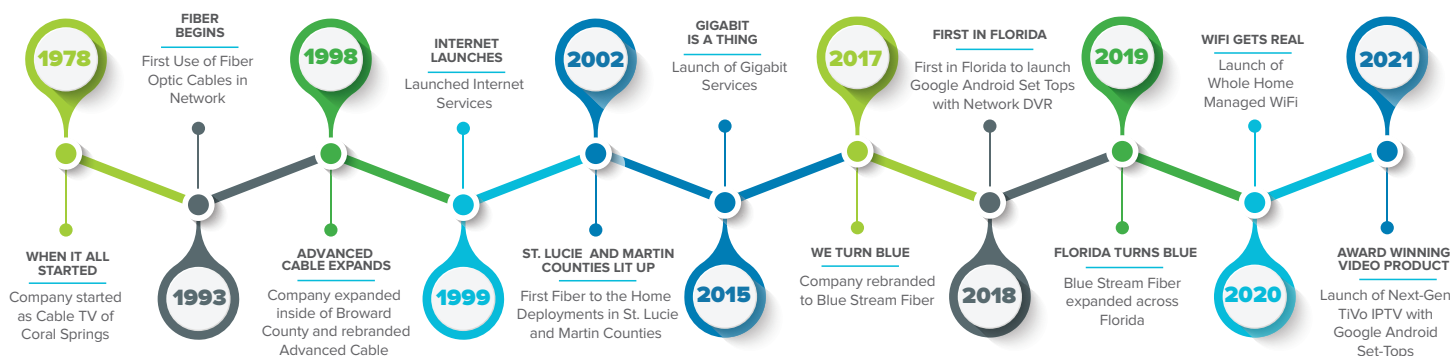 1978
WHEN IT ALL
STARTED
Company started
as Cable TV of
Coral Springs
FIBER
BEGINS
First Use of Fiber
Optic Cables in
Network
1993
1998
ADVANCED
CABLE EXPANDS
Company expanded
inside of Broward
County and rebranded
Advanced Cable
INTERNET
LAUNCHES
Launched Internet
Services
1999
2002
ST. LUCIE AND MARTIN
COUNTIES LIT UP
First Fiber to the Home
Deployments in St. Lucie
and Martin Counties
GIGABIT
IS A THING
Launch of Gigabit
Services
2015
2017
WE TURN BLUE
Company rebranded
to Blue Stream Fiber
FIRST IN FLORIDA
First in Florida to launch
Google Android Set Tops
with Network DVR
2018
2019
FLORIDA TURNS BLUE
Blue Stream Fiber
expanded across
Florida
WIFI GETS REAL
Launch of
Whole Home
Managed WiFi
2020
2021
AWARD WINNING
VIDEO PRODUCT
Launch of Next-Gen
TiVo IPTV with
Google Android
Set-Tops